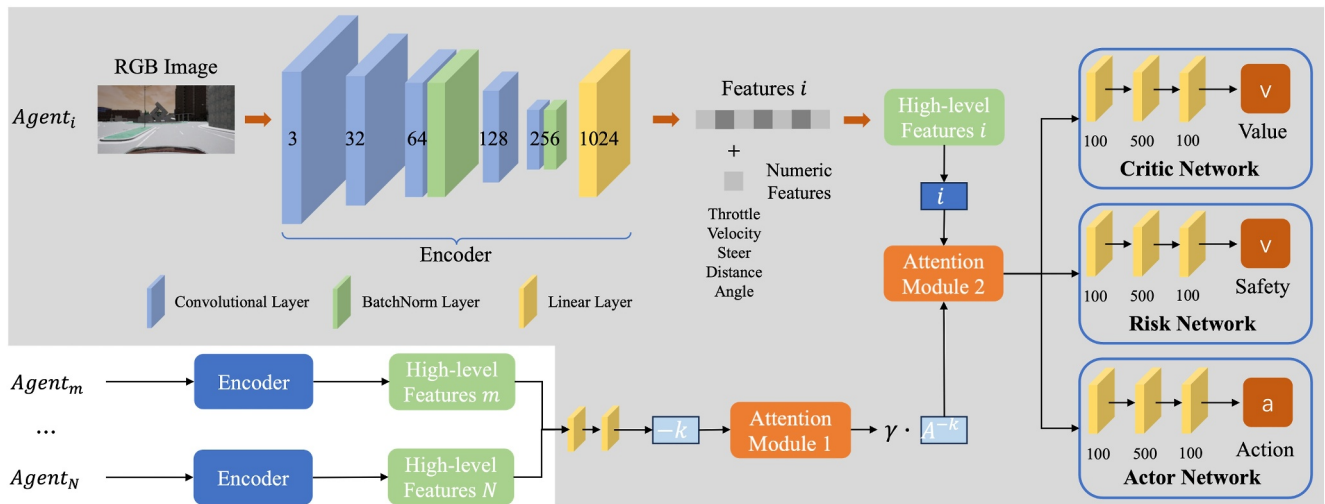 RGB Image
Agent_i
3
32
64
128
256
1024
Encoder
Convolutional Layer
BatchNorm Layer
Linear Layer
Features i
+
Numeric
Features
Throttle
Velocity
Steer
Distance
Angle
High-level
Features i
i
Attention
Module 2
100
500
100
V
Value
Critic Network
100
500
100
V
Safety
Risk Network
100
500
100
a
Action
Actor Network
Agent_m
Encoder
High-level
Features m
...
Agent_N
Encoder
High-level
Features N
−k
Attention
Module 1
γ · A^{−k}